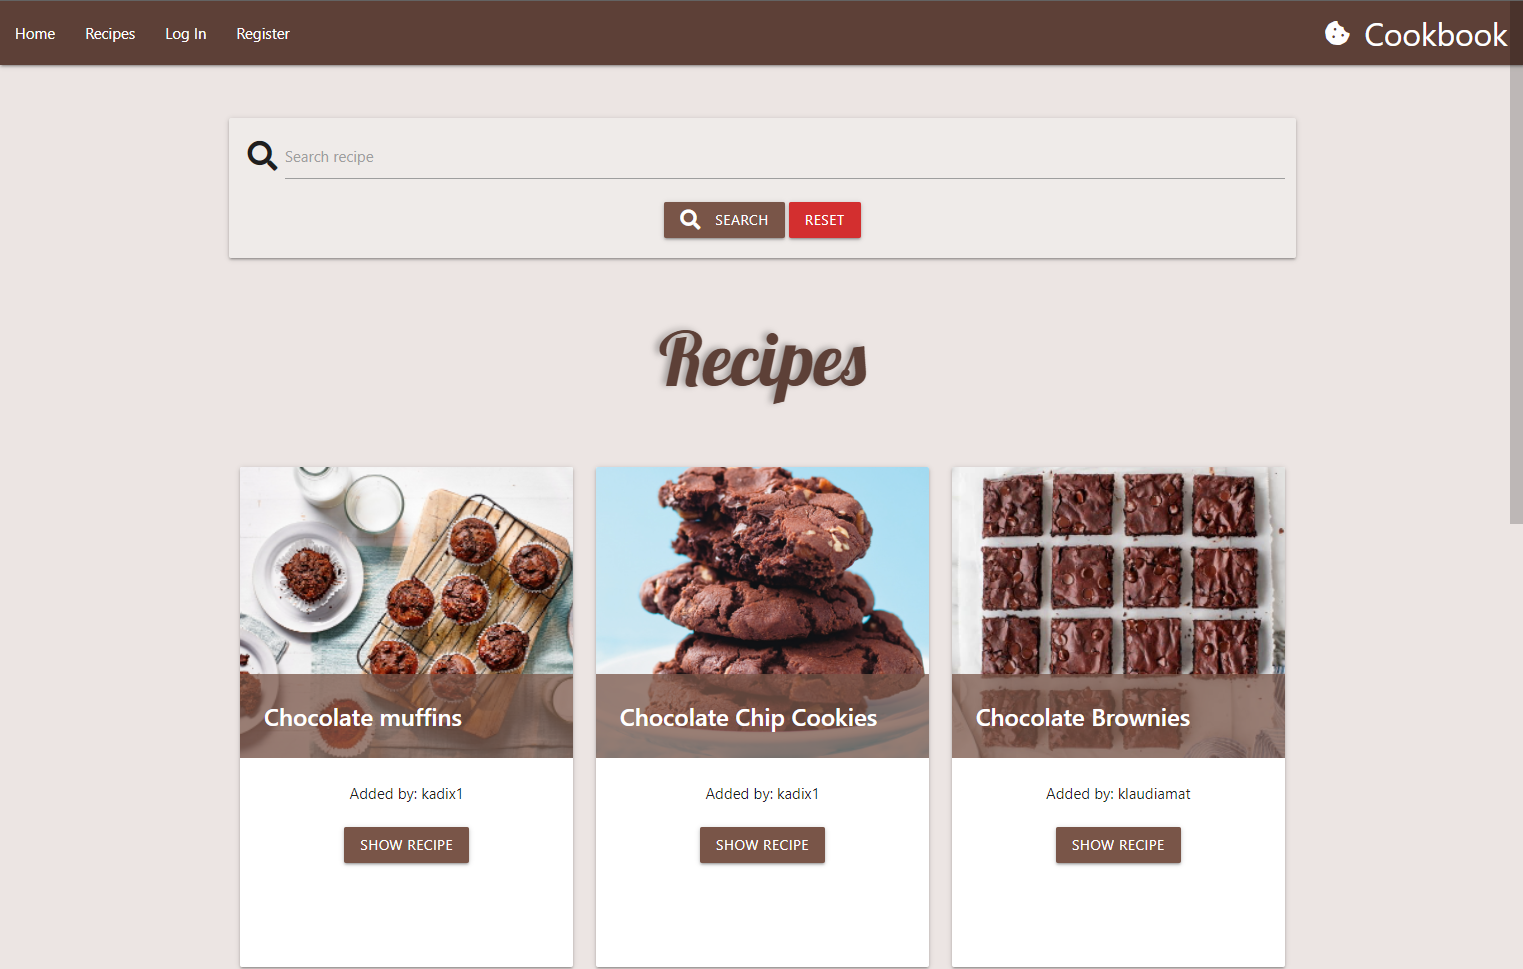 Home Recipes Log In Register Cookbook
Search recipe
SEARCH RESET
Recipes
Chocolate muffins
Chocolate Chip Cookies
Chocolate Brownies
Added by: kadix1
Added by: kadix1
Added by: klaudiamat
SHOW RECIPE
SHOW RECIPE
SHOW RECIPE